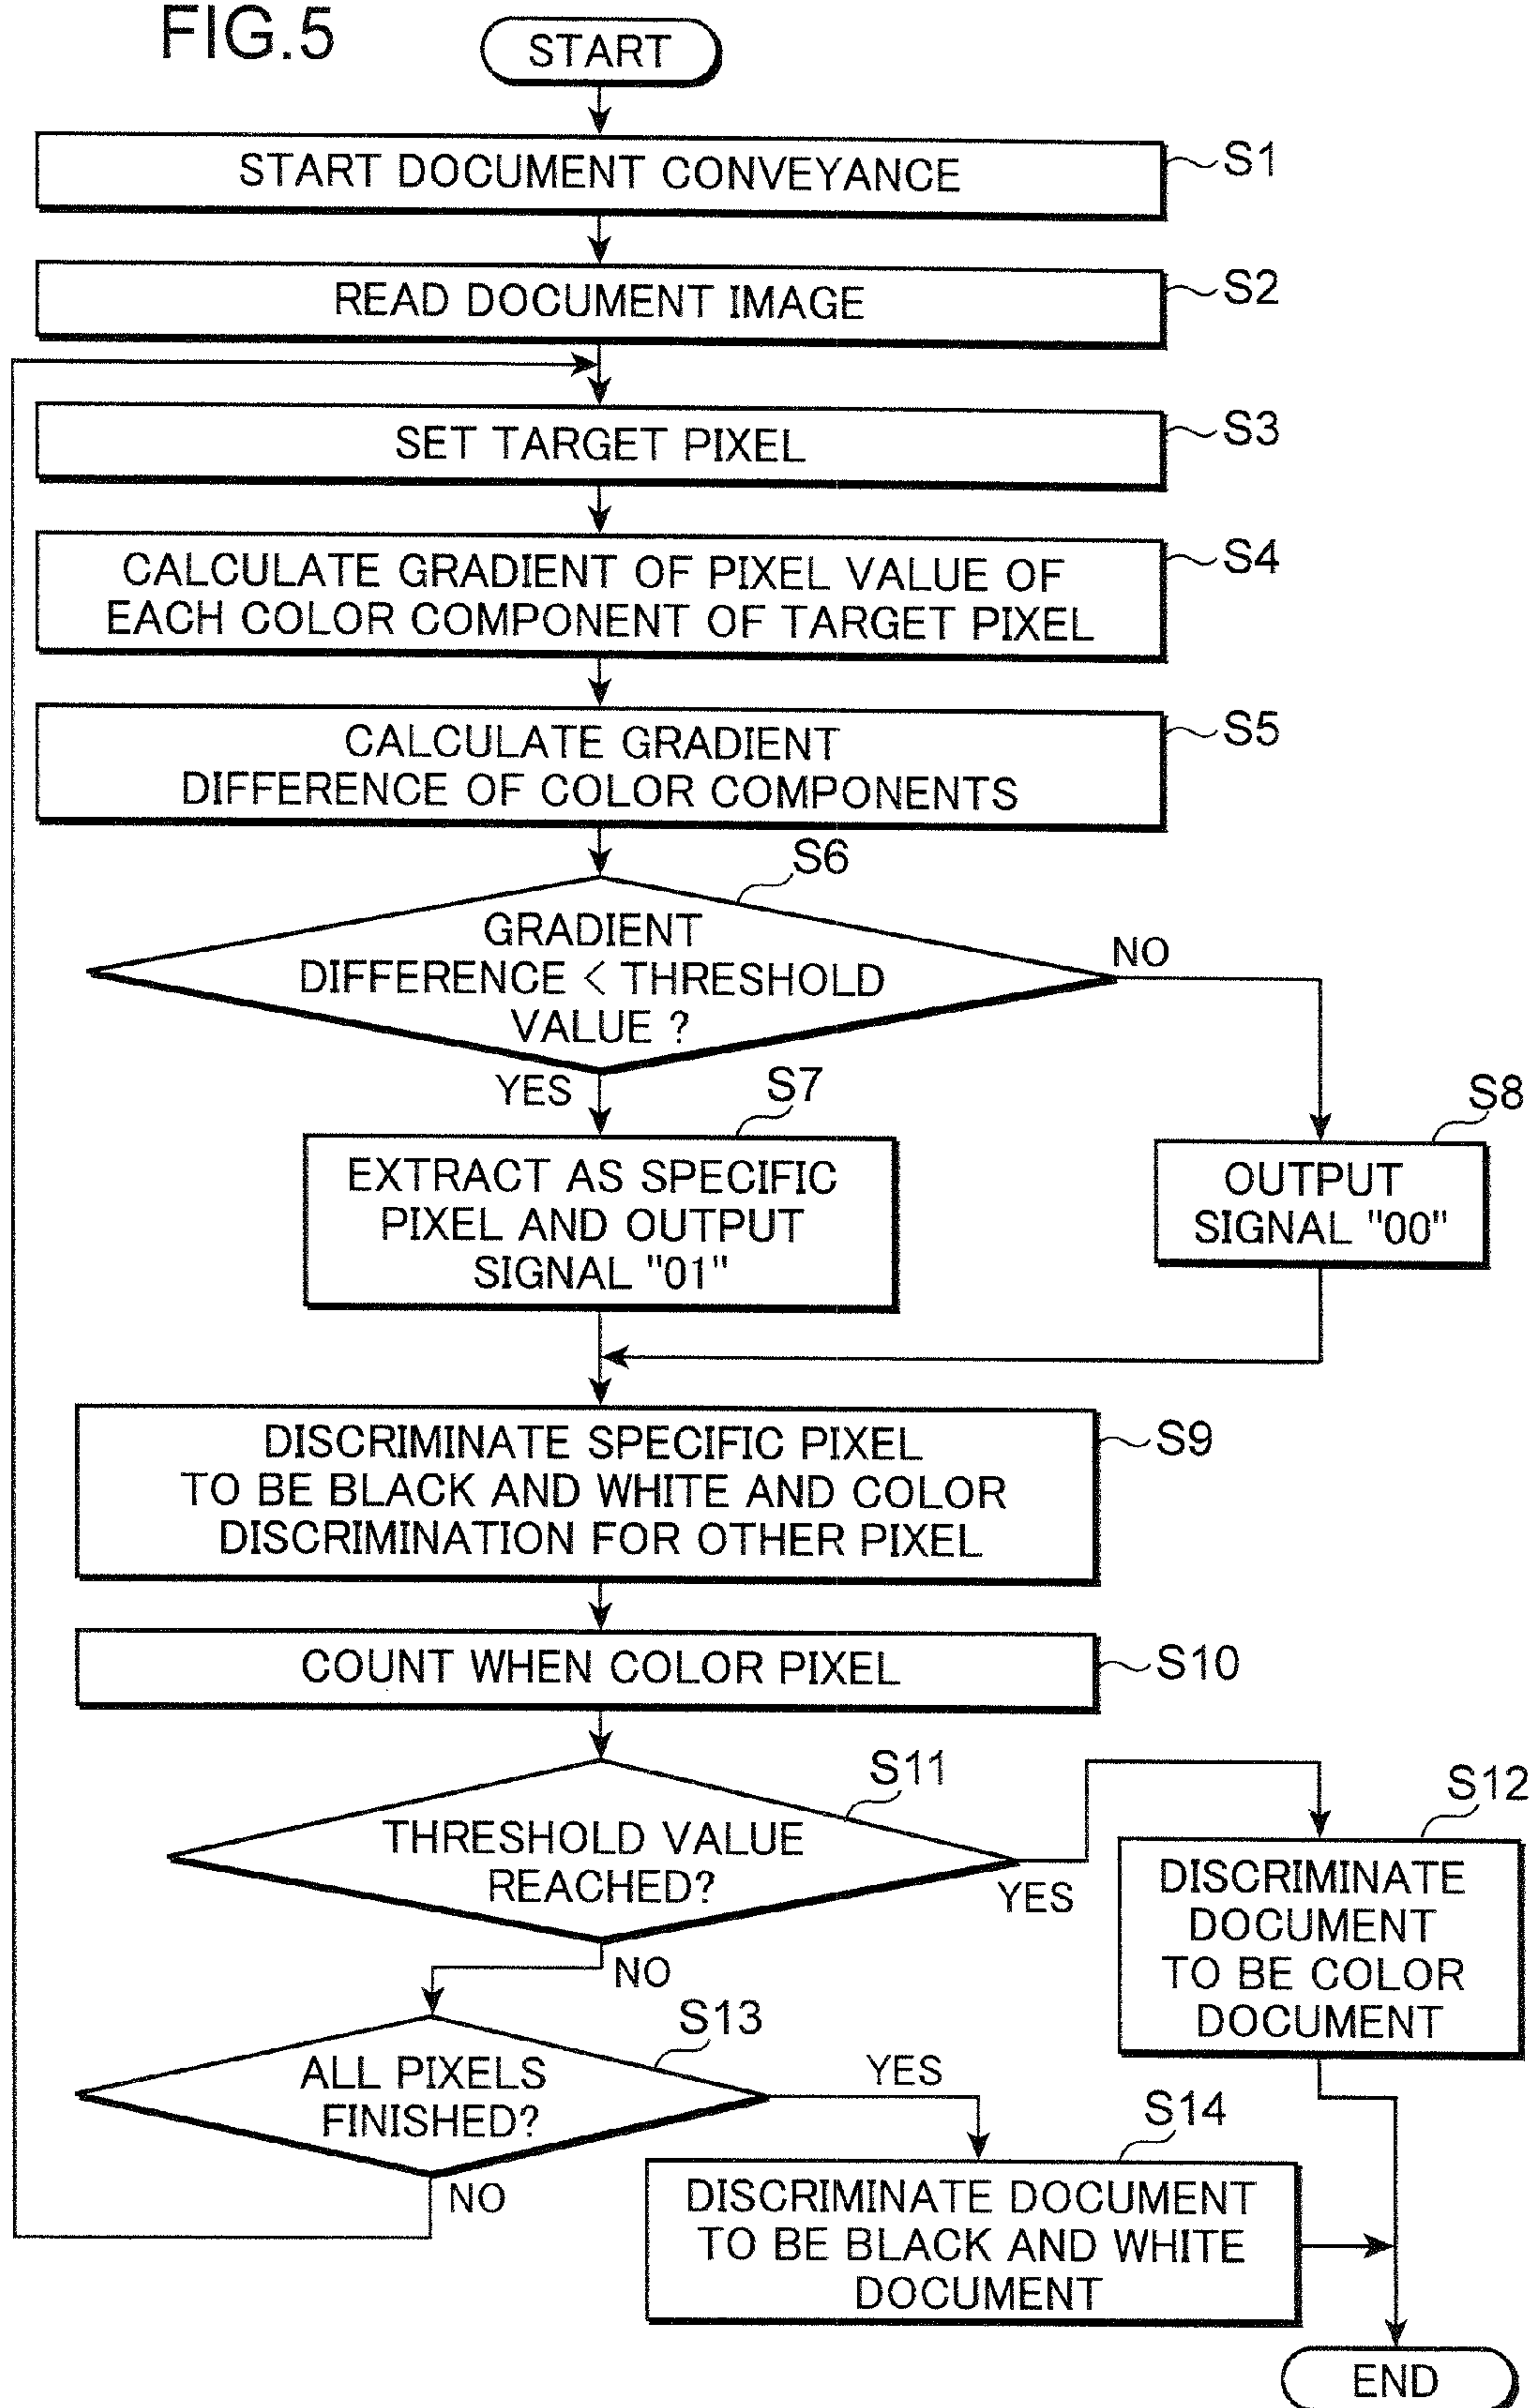 FIG.5
START
START DOCUMENT CONVEYANCE
S1
READ DOCUMENT IMAGE
S2
SET TARGET PIXEL
S3
CALCULATE GRADIENT OF PIXEL VALUE OF
EACH COLOR COMPONENT OF TARGET PIXEL
S4
CALCULATE GRADIENT
DIFFERENCE OF COLOR COMPONENTS
S5
S6
GRADIENT
DIFFERENCE < THRESHOLD
VALUE ?
NO
YES
S7
EXTRACT AS SPECIFIC
PIXEL AND OUTPUT
SIGNAL "01"
S8
OUTPUT
SIGNAL "00"
DISCRIMINATE SPECIFIC PIXEL
TO BE BLACK AND WHITE AND COLOR
DISCRIMINATION FOR OTHER PIXEL
S9
COUNT WHEN COLOR PIXEL
S10
S11
THRESHOLD VALUE
REACHED?
YES
NO
S12
DISCRIMINATE
DOCUMENT
TO BE COLOR
DOCUMENT
S13
ALL PIXELS
FINISHED?
YES
NO
S14
DISCRIMINATE DOCUMENT
TO BE BLACK AND WHITE
DOCUMENT
END